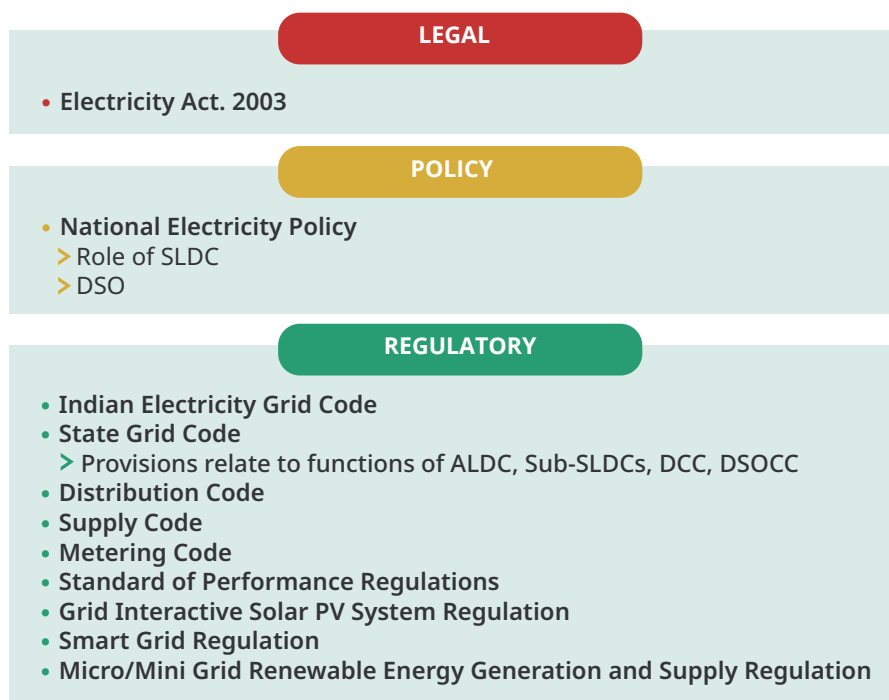 LEGAL
• Electricity Act. 2003
POLICY
• National Electricity Policy
> Role of SLDC
> DSO
REGULATORY
• Indian Electricity Grid Code
• State Grid Code
> Provisions relate to functions of ALDC, Sub-SLDCs, DCC, DSOCC
• Distribution Code
• Supply Code
• Metering Code
• Standard of Performance Regulations
• Grid Interactive Solar PV System Regulation
• Smart Grid Regulation
• Micro/Mini Grid Renewable Energy Generation and Supply Regulation